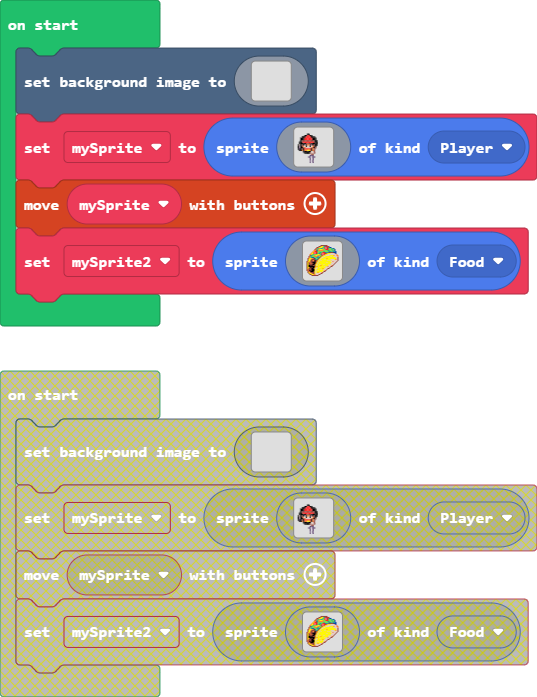 on start
set background image to
set mySprite to sprite of kind Player
move mySprite with buttons
set mySprite2 to sprite of kind Food
on start
set background image to
set mySprite to sprite of kind Player
move mySprite with buttons
set mySprite2 to sprite of kind Food